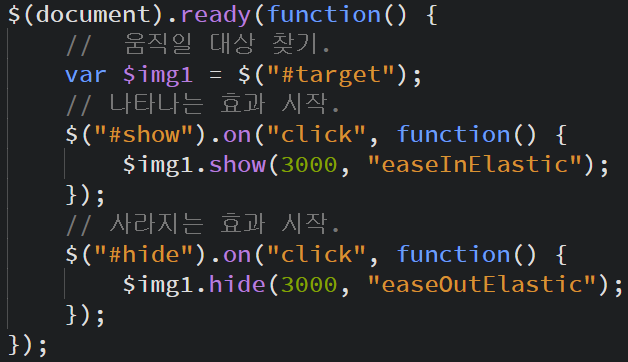 $(document).ready(function() {
    //  움직일 대상 찾기.
    var $img1 = $("#target");
    // 나타나는 효과 시작.
    $("#show").on("click", function() {
        $img1.show(3000, "easeInElastic");
    });
    // 사라지는 효과 시작.
    $("#hide").on("click", function() {
        $img1.hide(3000, "easeOutElastic");
    });
});